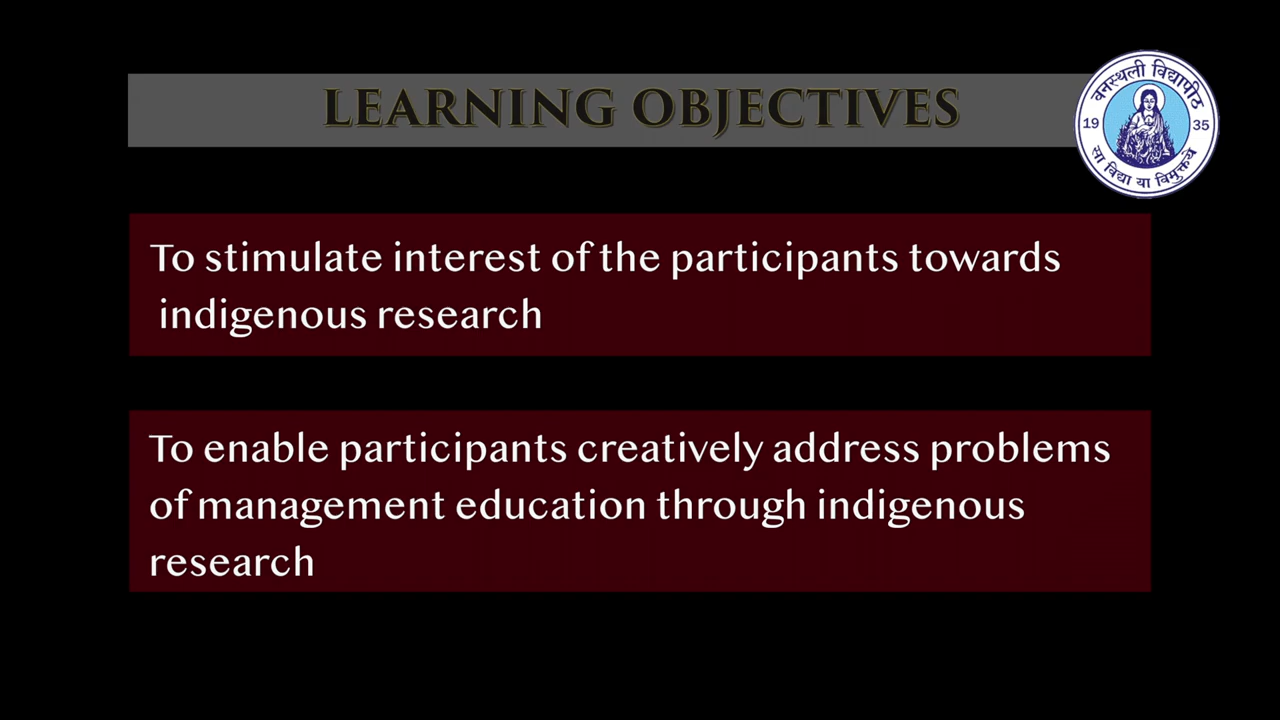 LEARNING OBJECTIVES
वनस्थली विद्यापीठ
19 35
सा विद्या या विमुक्तये
To stimulate interest of the participants towards
indigenous research
To enable participants creatively address problems
of management education through indigenous
research